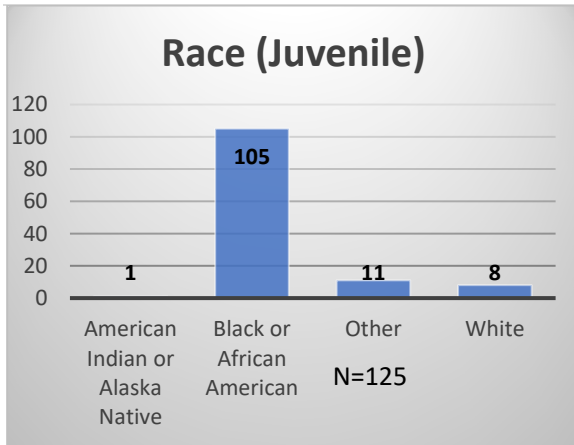 Race (Juvenile)
120
100
80
60
40
20
0
1
105
11
8
American
Indian or
Alaska
Native
Black or
African
American
Other
White
N=125